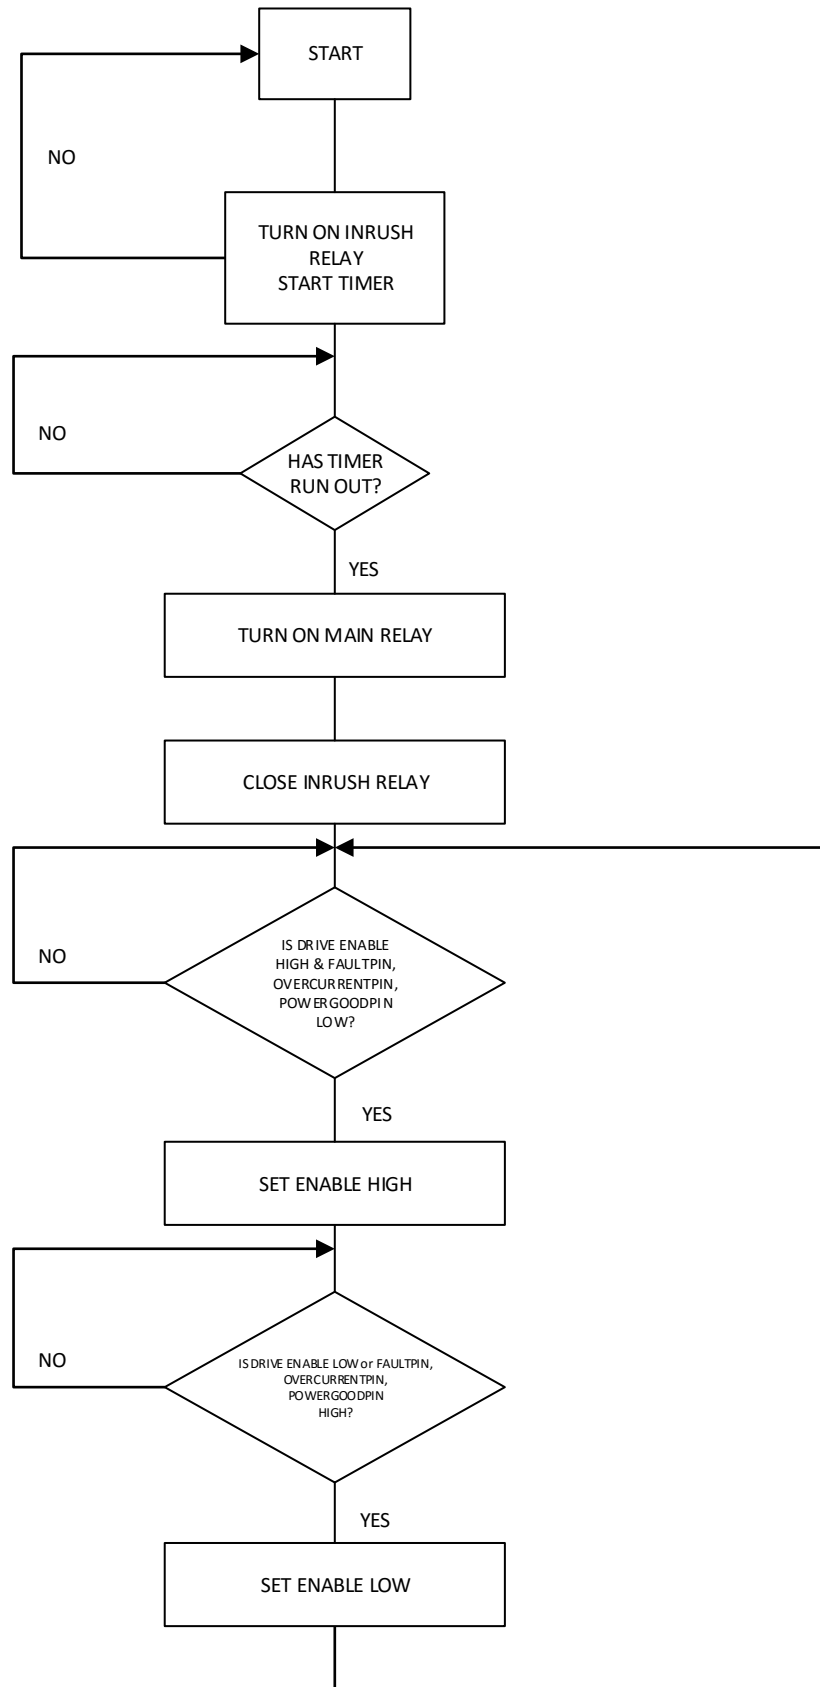 START
NO
TURN ON INRUSH
RELAY
START TIMER
NO
HAS TIMER
RUN OUT?
YES
TURN ON MAIN RELAY
CLOSE INRUSH RELAY
NO
IS DRIVE ENABLE
HIGH & FAULTPIN,
OVERCURRENTPIN,
POWERGOODPIN
LOW?
YES
SET ENABLE HIGH
NO
IS DRIVE ENABLE LOW or FAULTPIN,
OVERCURRENTPIN,
POWERGOODPIN
HIGH?
YES
SET ENABLE LOW